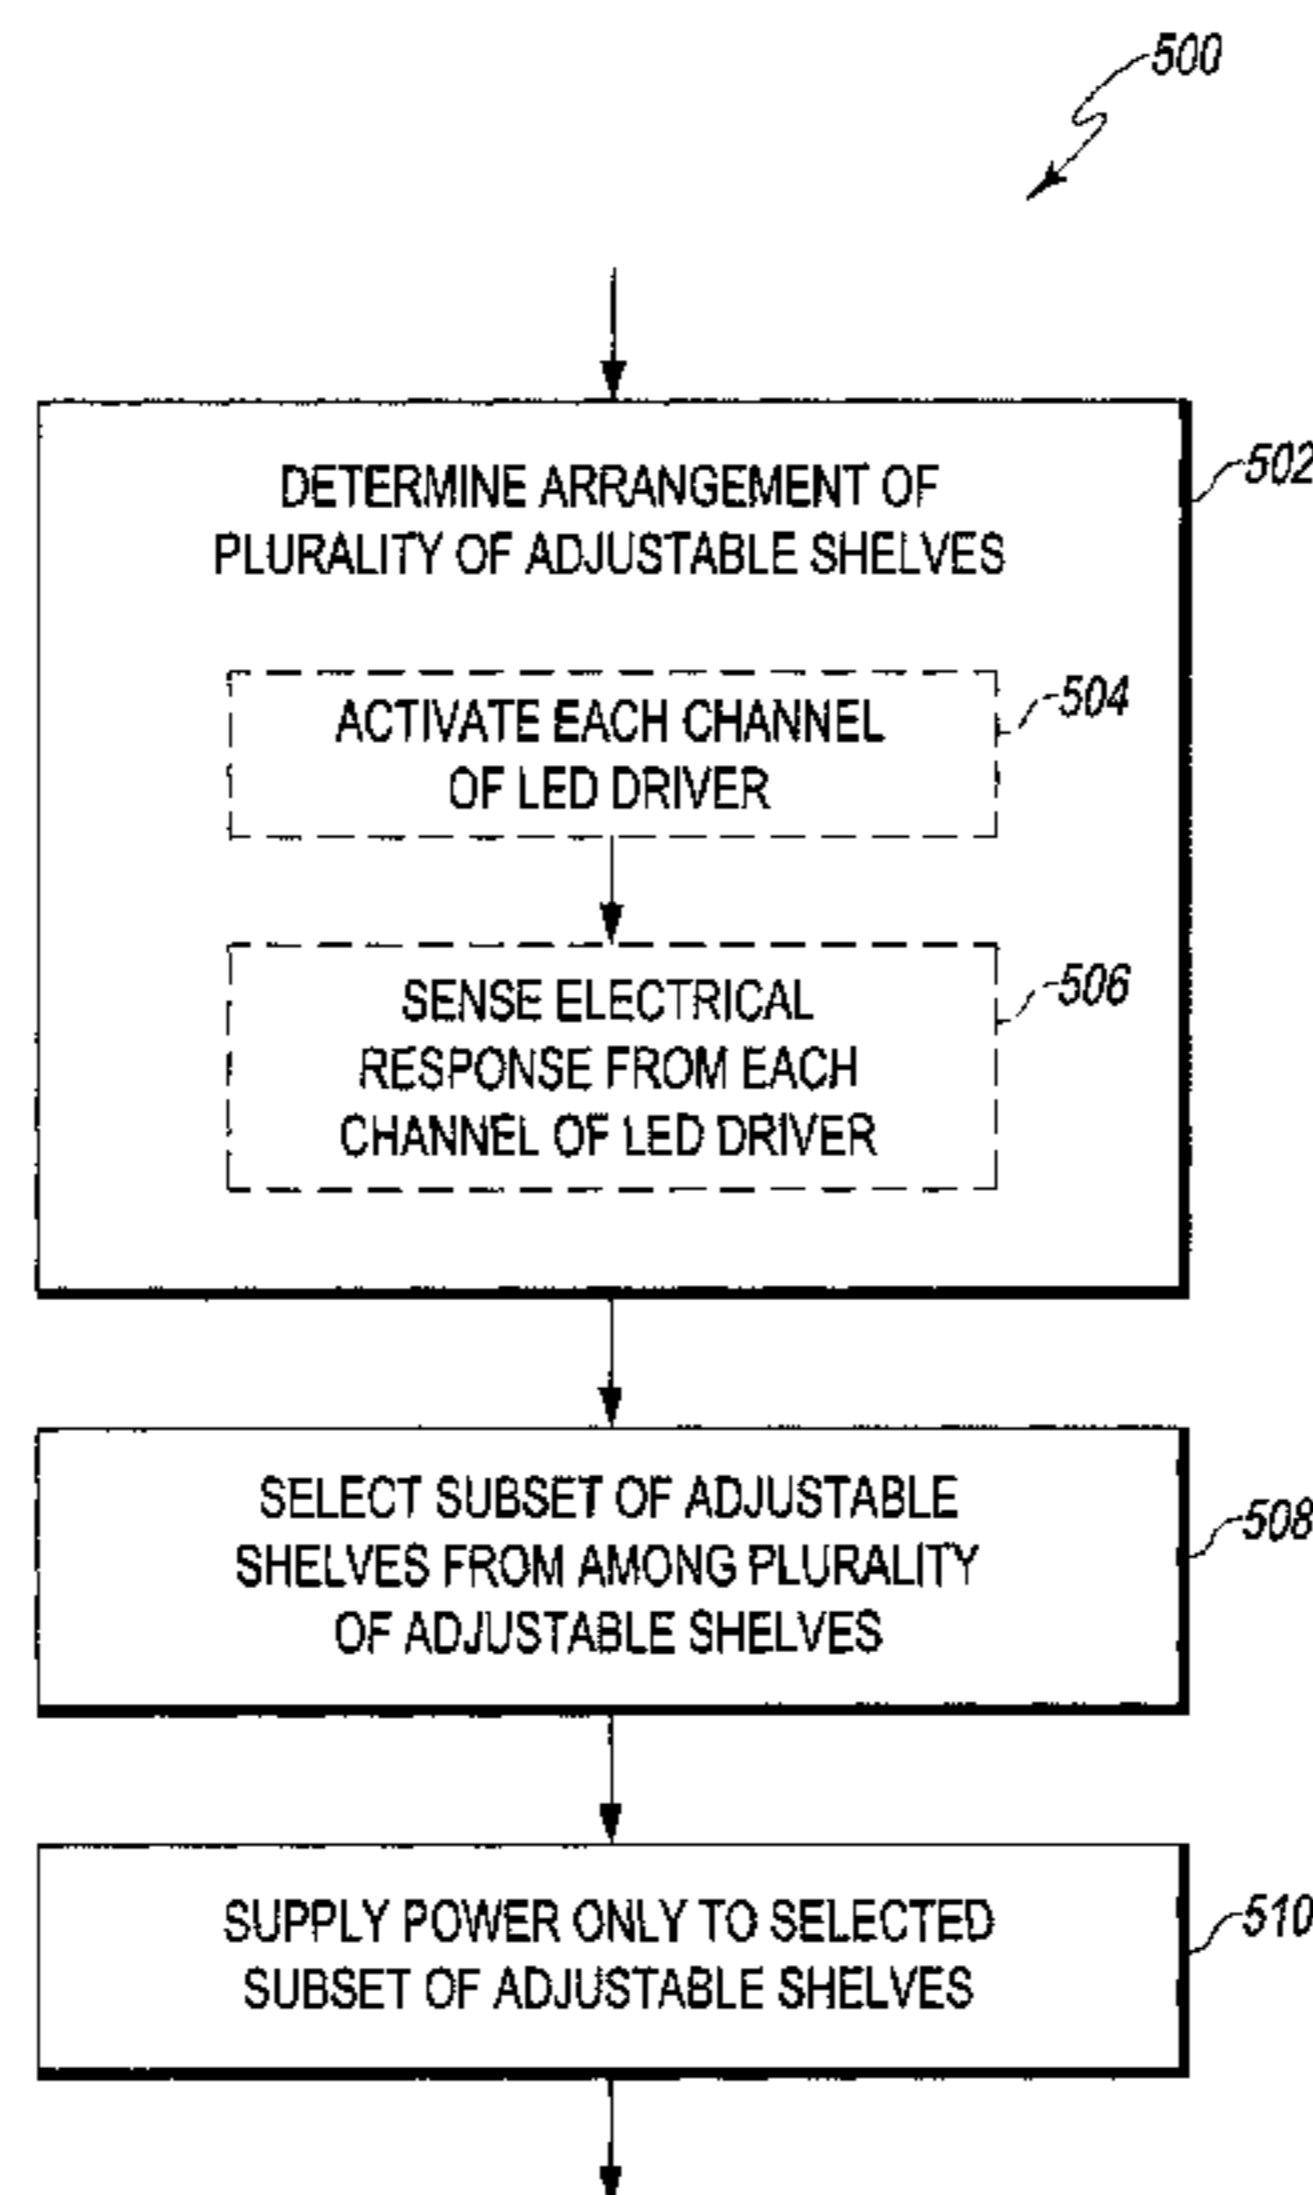 500
DETERMINE ARRANGEMENT OF
PLURALITY OF ADJUSTABLE SHELVES
502
ACTIVATE EACH CHANNEL
OF LED DRIVER
504
SENSE ELECTRICAL
RESPONSE FROM EACH
CHANNEL OF LED DRIVER
506
SELECT SUBSET OF ADJUSTABLE
SHELVES FROM AMONG PLURALITY
OF ADJUSTABLE SHELVES
508
SUPPLY POWER ONLY TO SELECTED
SUBSET OF ADJUSTABLE SHELVES
510